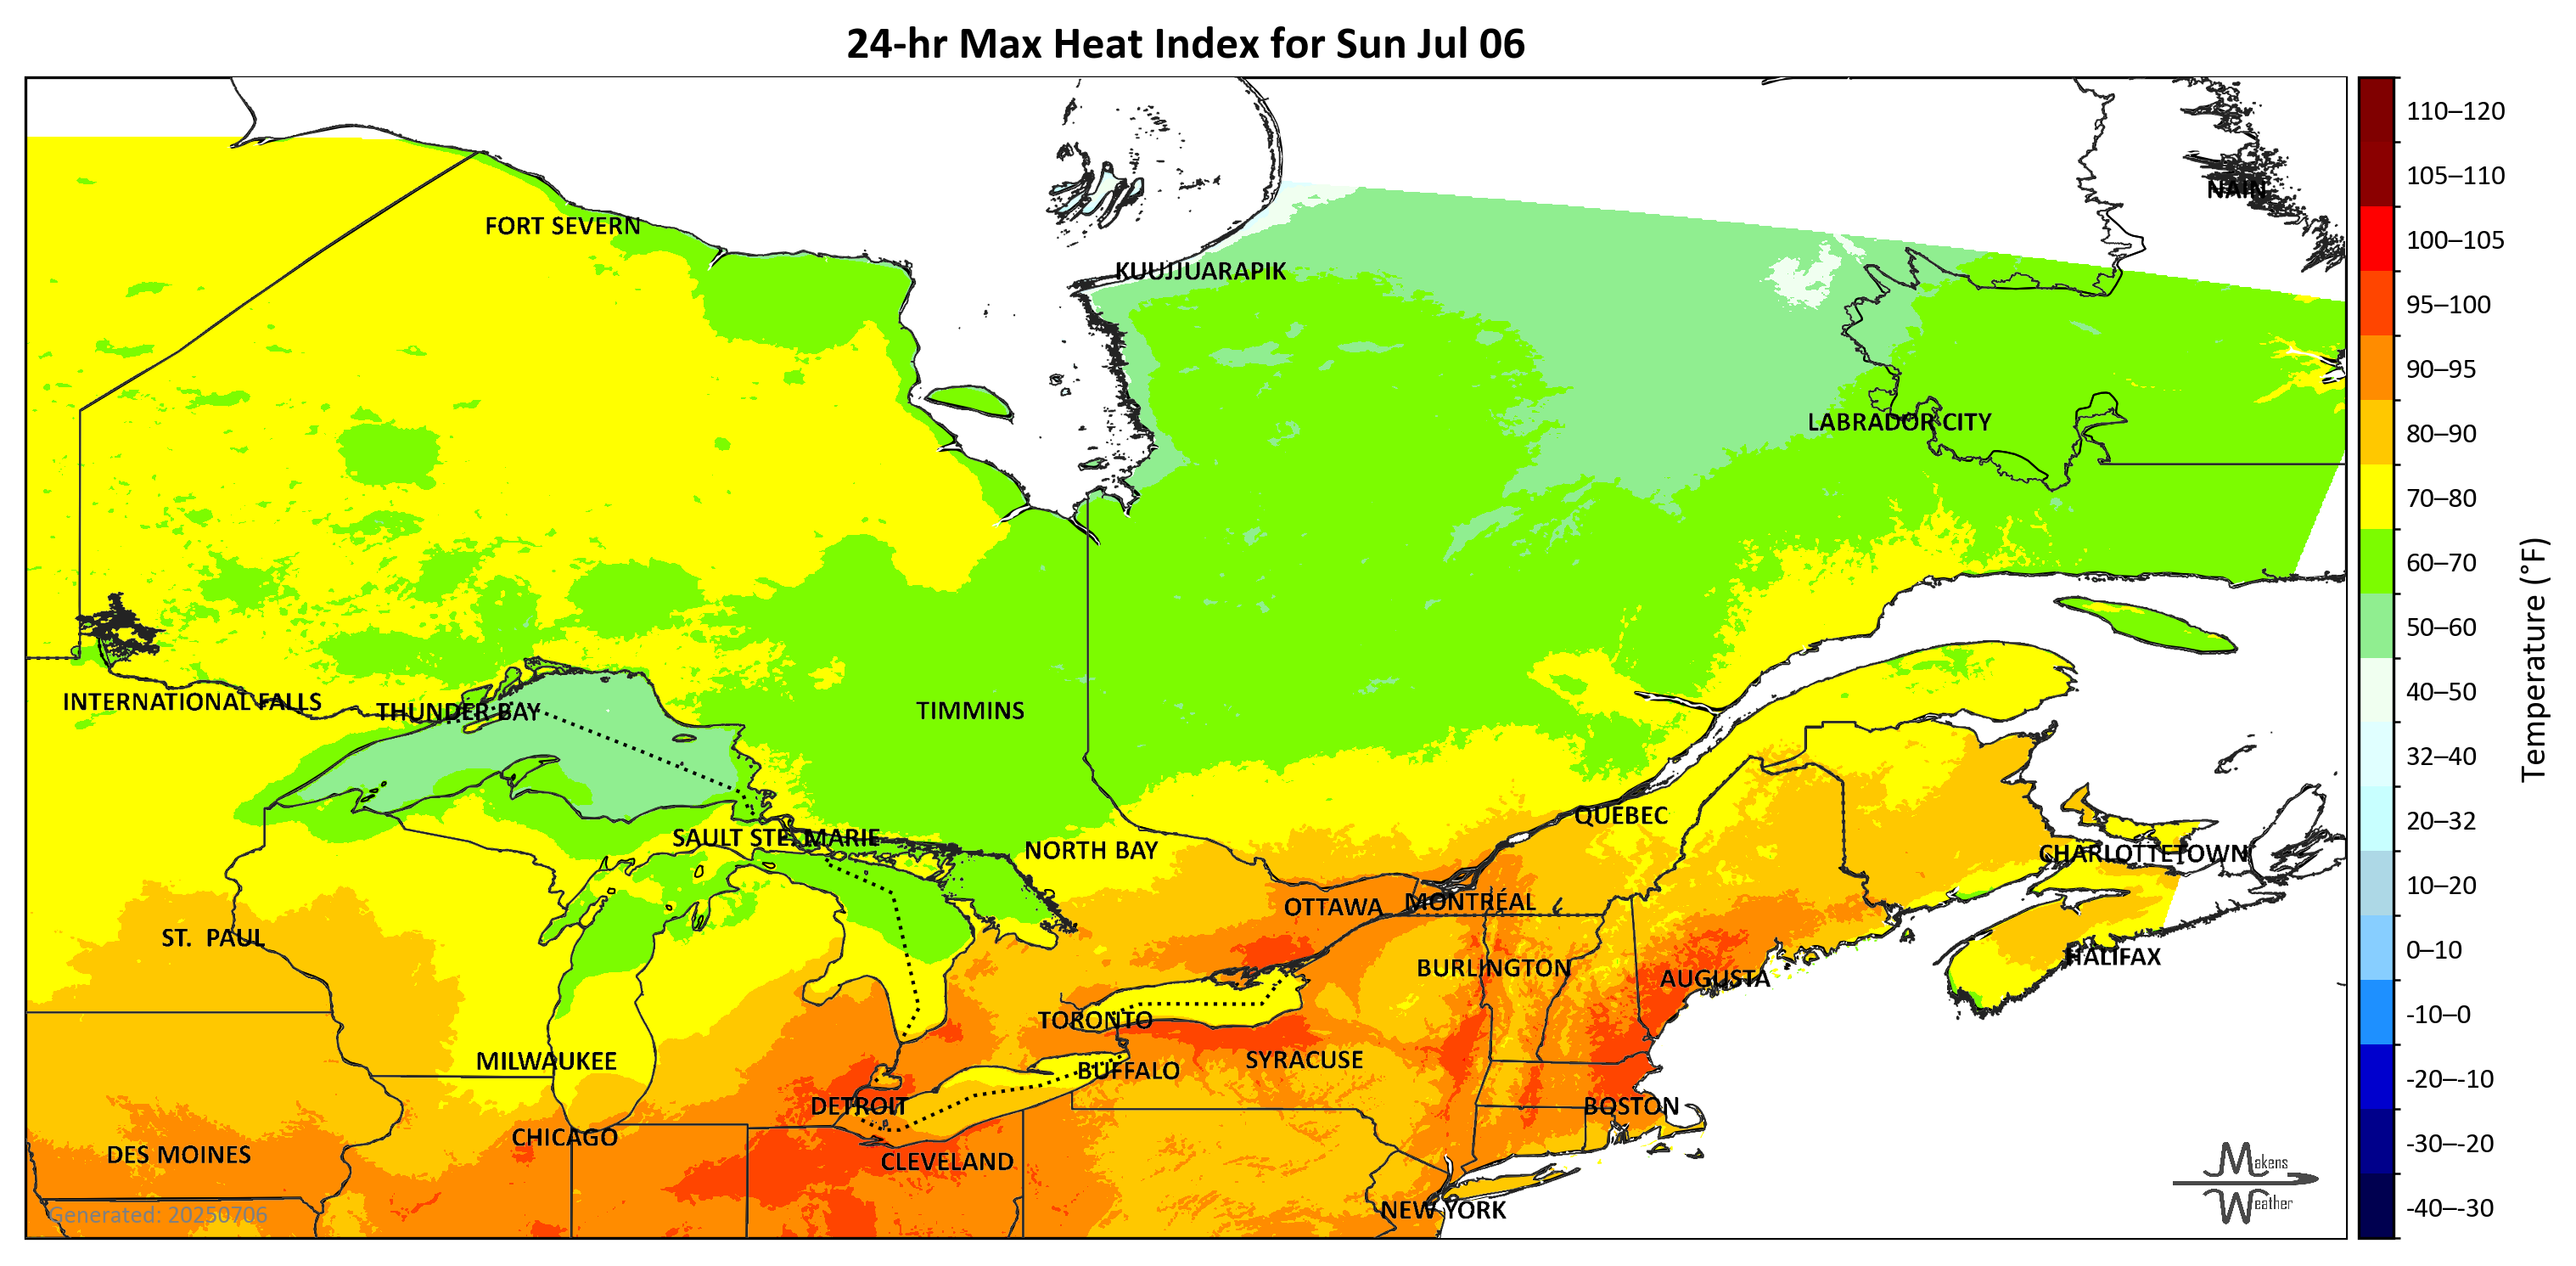 24-hr Max Heat Index for Sun Jul 06
NAIN
FORT SEVERN
KUUJJUARAPIK
LABRADOR CITY
INTERNATIONAL FALLS
THUNDER BAY
TIMMINS
QUEBEC
SAULT STE. MARIE
NORTH BAY
CHARLOTTETOWN
OTTAWA
MONTRÉAL
ST. PAUL
HALIFAX
BURLINGTON
AUGUSTA
TORONTO
MILWAUKEE
SYRACUSE
BUFFALO
DETROIT
BOSTON
CHICAGO
DES MOINES
CLEVELAND
NEW YORK
Generated: 20250706
Makens
Weather
110–120
105–110
100–105
95–100
90–95
80–90
70–80
60–70
50–60
40–50
32–40
20–32
10–20
0–10
-10–0
-20–-10
-30–-20
-40–-30
Temperature (°F)